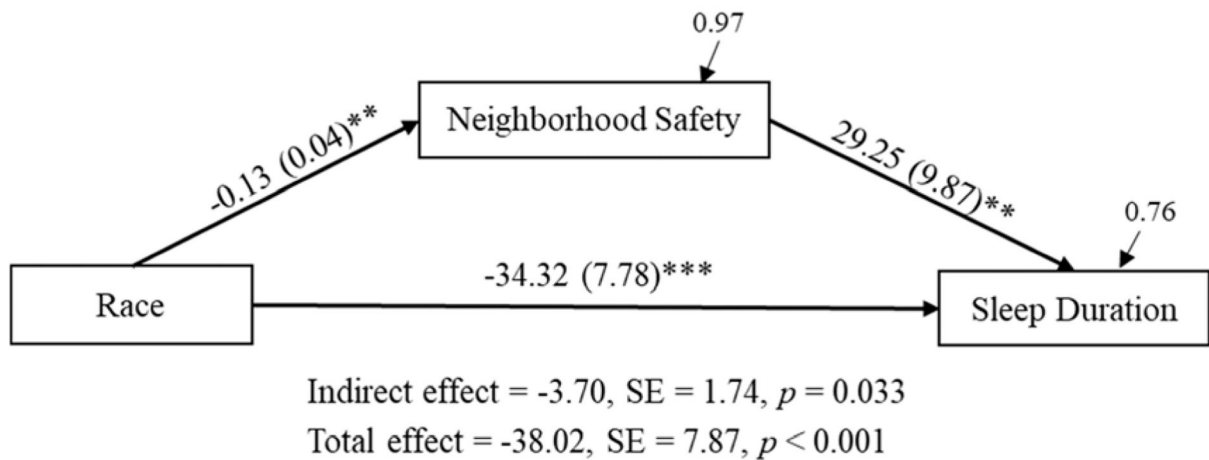 0.97
Neighborhood Safety
-0.13 (0.04)**
29.25 (9.87)**
0.76
-34.32 (7.78)***
Race
Sleep Duration
Indirect effect = -3.70, SE = 1.74, p = 0.033
Total effect = -38.02, SE = 7.87, p < 0.001